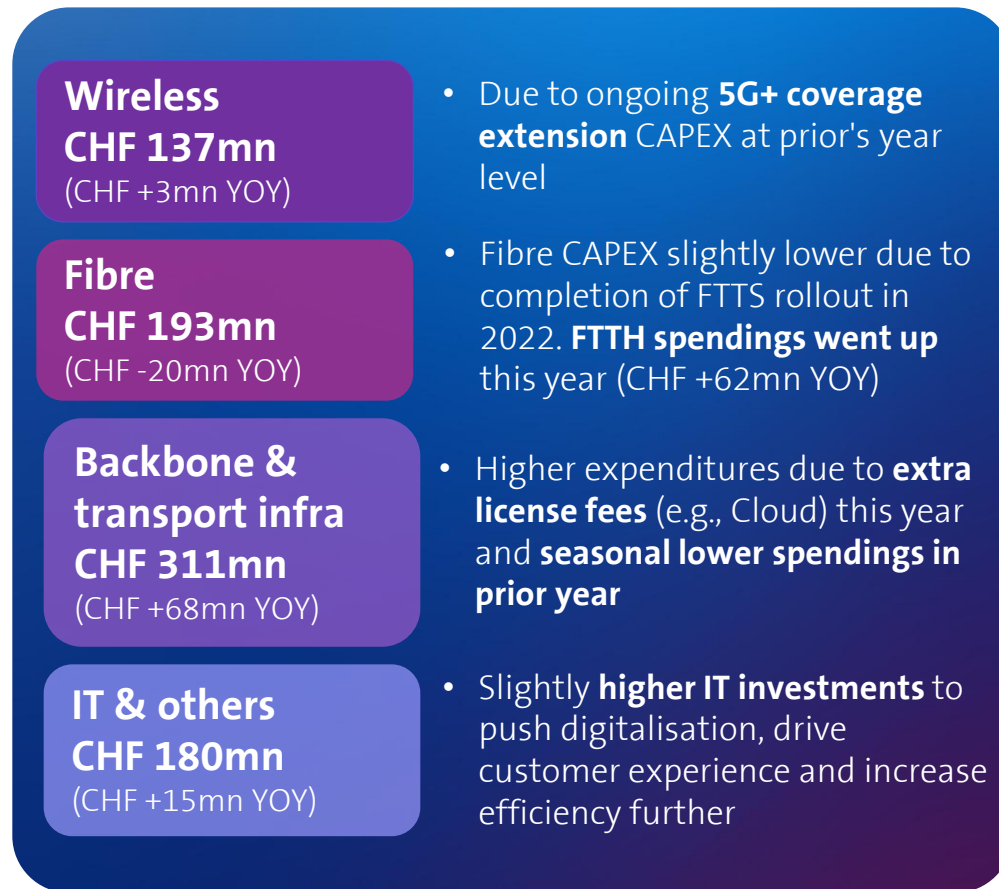 Wireless
CHF 137mn
(CHF +3mn YOY)
• Due to ongoing 5G+ coverage
extension CAPEX at prior's year
level
Fibre
CHF 193mn
(CHF -20mn YOY)
• Fibre CAPEX slightly lower due to
completion of FTTS rollout in
2022. FTTH spendings went up
this year (CHF +62mn YOY)
Backbone &
transport infra
CHF 311mn
(CHF +68mn YOY)
• Higher expenditures due to extra
license fees (e.g., Cloud) this year
and seasonal lower spendings in
prior year
IT & others
CHF 180mn
(CHF +15mn YOY)
• Slightly higher IT investments to
push digitalisation, drive
customer experience and increase
efficiency further